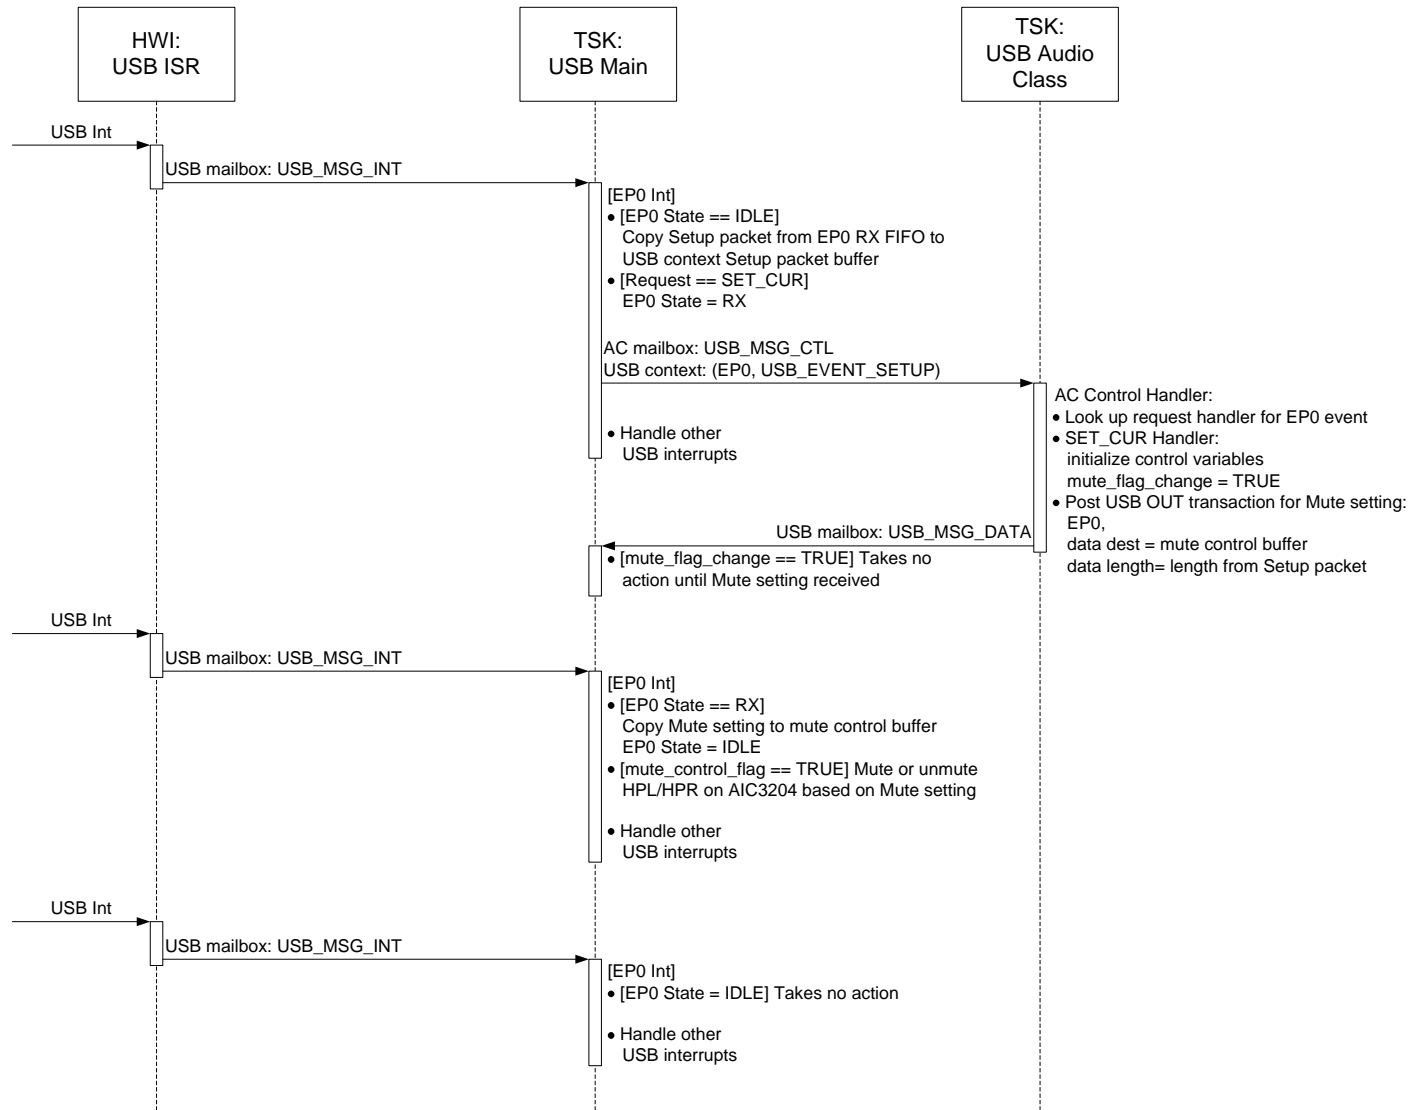 HWI:
USB ISR
TSK:
USB Main
TSK:
USB Audio
Class
USB Int
USB mailbox: USB_MSG_INT
[EP0 Int]
• [EP0 State == IDLE]
Copy Setup packet from EP0 RX FIFO to
USB context Setup packet buffer
• [Request == SET_CUR]
EP0 State = RX
AC mailbox: USB_MSG_CTL
USB context: (EP0, USB_EVENT_SETUP)
• Handle other
USB interrupts
AC Control Handler:
• Look up request handler for EP0 event
• SET_CUR Handler:
initialize control variables
mute_flag_change = TRUE
• Post USB OUT transaction for Mute setting:
EP0,
data dest = mute control buffer
data length= length from Setup packet
USB mailbox: USB_MSG_DATA
• [mute_flag_change == TRUE] Takes no
action until Mute setting received
USB Int
USB mailbox: USB_MSG_INT
[EP0 Int]
• [EP0 State == RX]
Copy Mute setting to mute control buffer
EP0 State = IDLE
• [mute_control_flag == TRUE] Mute or unmute
HPL/HPR on AIC3204 based on Mute setting
• Handle other
USB interrupts
USB Int
USB mailbox: USB_MSG_INT
[EP0 Int]
• [EP0 State = IDLE] Takes no action
• Handle other
USB interrupts